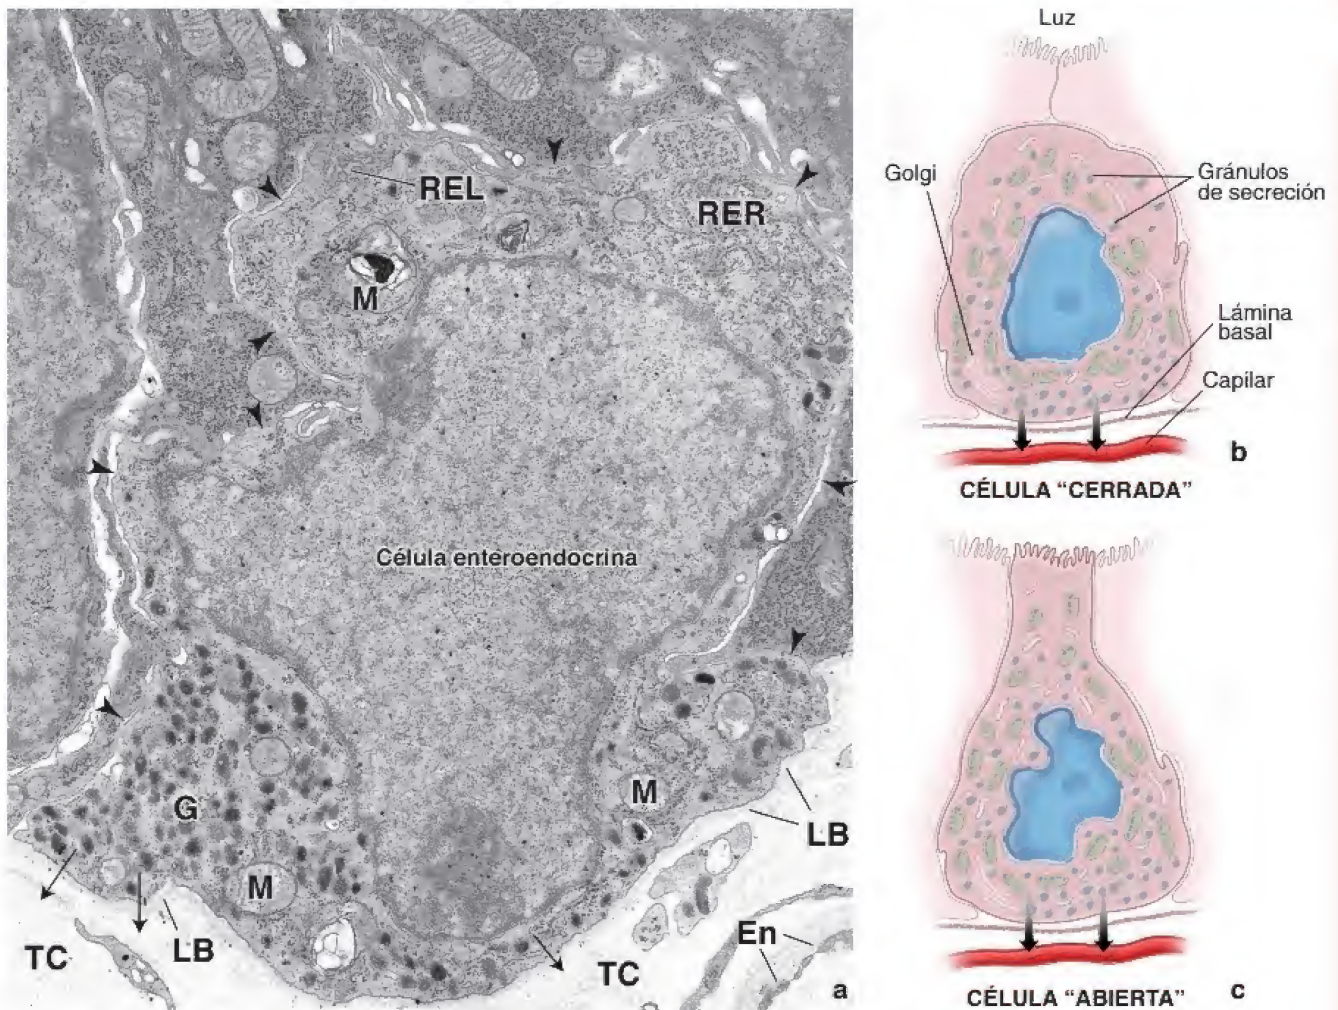 REL
RER
M
Célula enteroendocrina
G
M
M
LB
LB
TC
TC
En
a
Luz
Golgi
Gránulos
de secreción
Lámina
basal
Capilar
b
CÉLULA “CERRADA”
CÉLULA “ABIERTA”
c